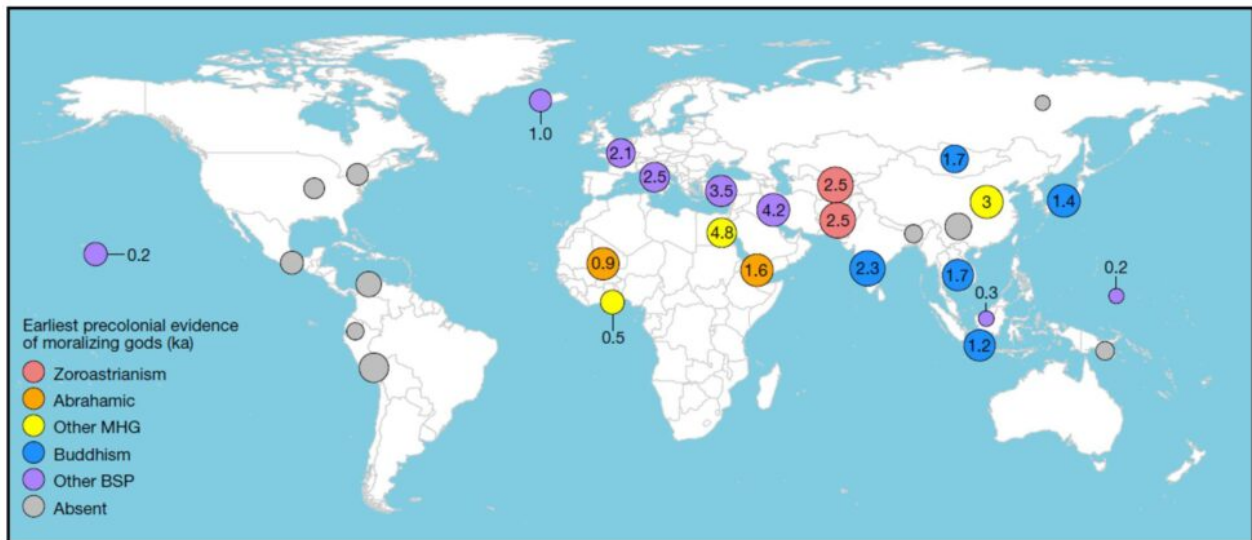 1.0
2.1
2.5
3.5
4.2
4.8
2.5
2.5
1.7
3
1.4
0.2
0.9
1.6
2.3
1.7
0.2
0.3
0.5
1.2
Earliest precolonial evidence
of moralizing gods (ka)
Zoroastrianism
Abrahamic
Other MHG
Buddhism
Other BSP
Absent